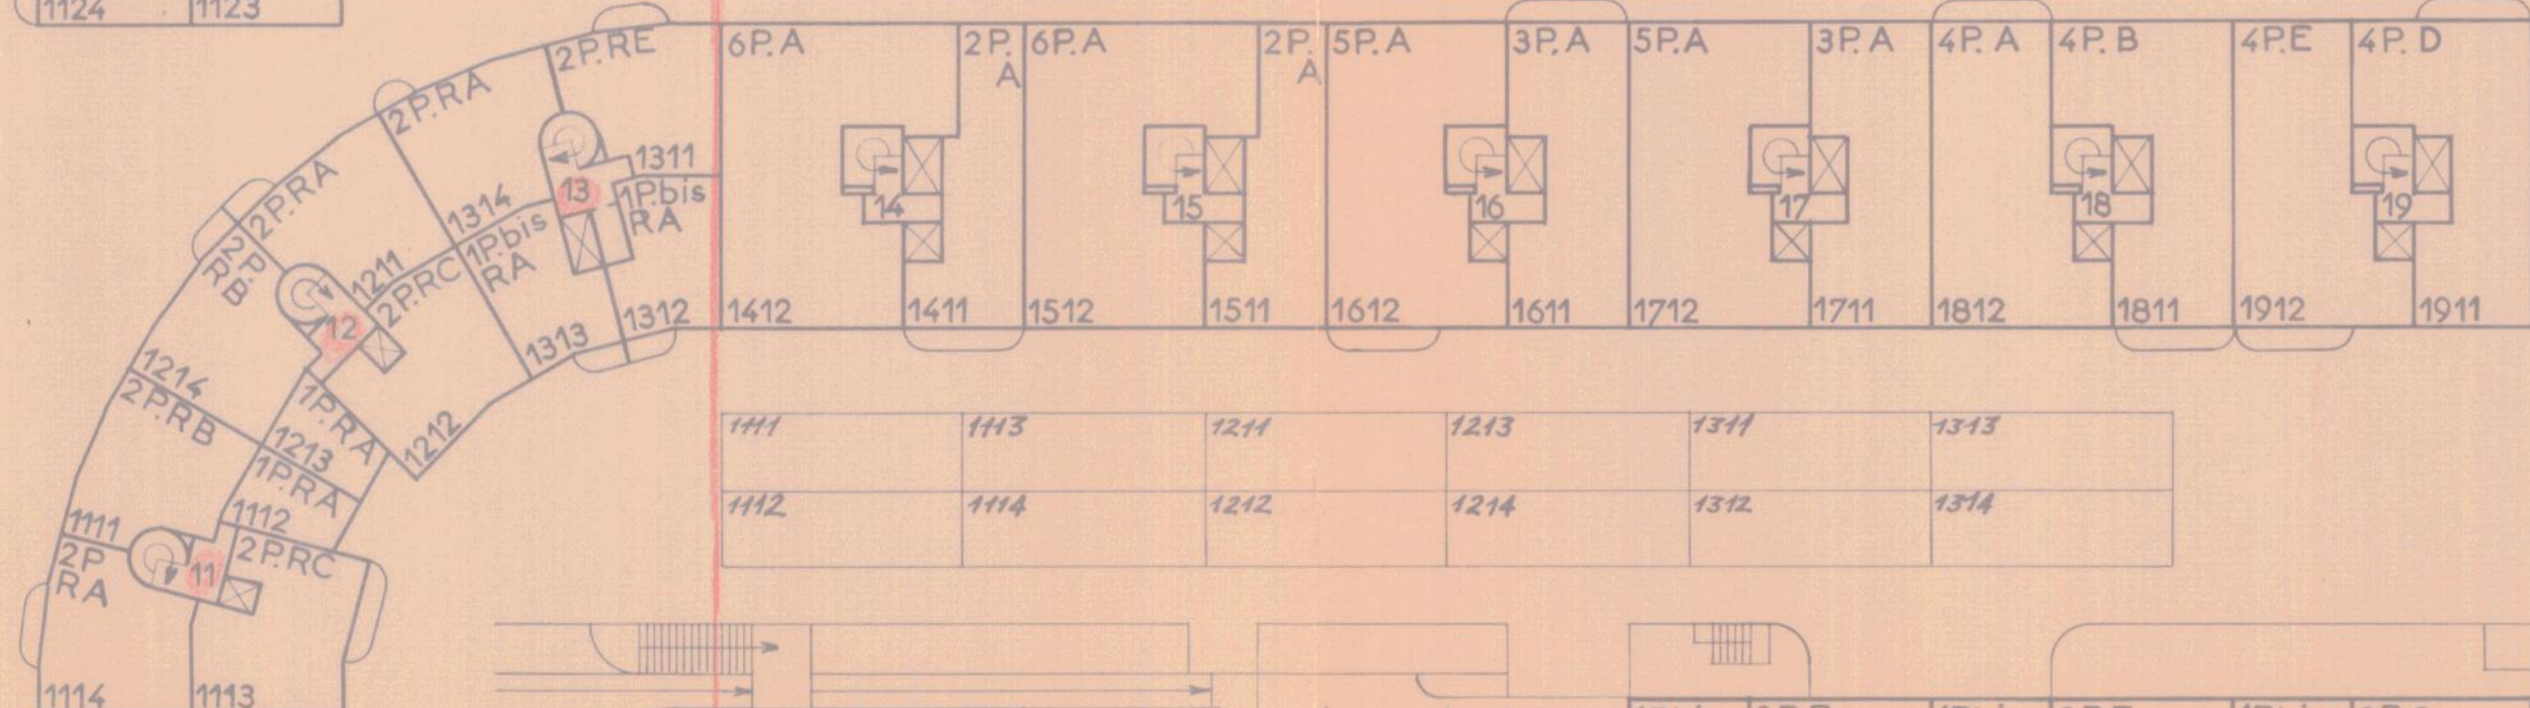 1124 1123
2P.RE 6P.A 2P. 6P.A 2P. 5P.A 3P.A 5P.A 3P.A 4P.A 4P.B 4P.E 4P.D
A A
2P.RA
1311
2P.RA 13 1P.bis
RA
1314
14 15 16 17 18 19
1P.bis
RA
2P.
RB
1211
2P.RC
12
1313 1312 1412 1411 1512 1511 1612 1611 1712 1711 1812 1811 1912 1911
1214
2P.RB
1P.RA
1212
1213
1P.RA
1111 1113 1211 1213 1311 1313
1112 1114 1212 1214 1312 1314
1111 1112
2P
RA
2P.RC
11
1114 1113